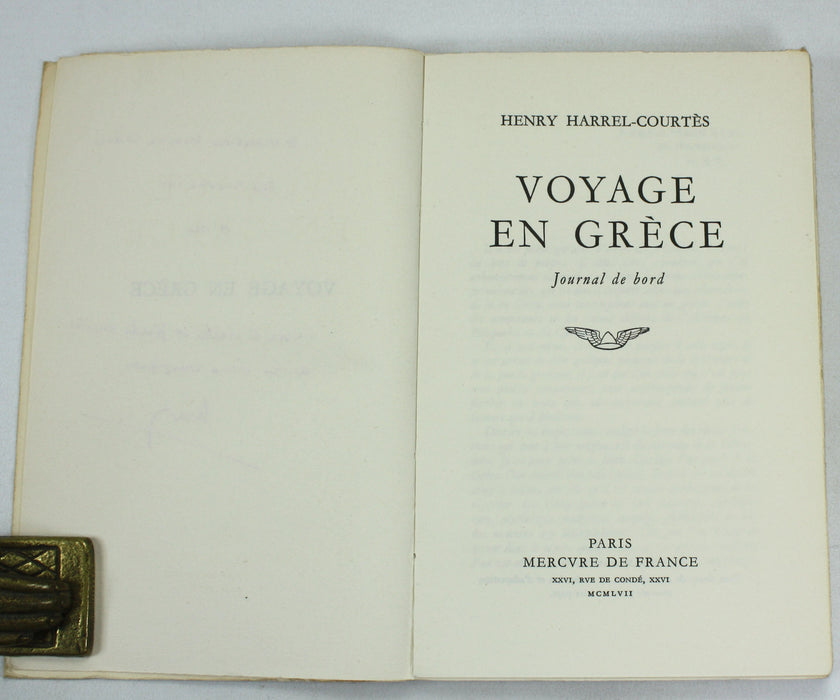 HENRY HARREL-COURTÈS
VOYAGE
EN GRÈCE
Journal de bord
PARIS
MERCVRE DE FRANCE
XXVI, RVE DE CONDÉ, XXVI
MCMLVII